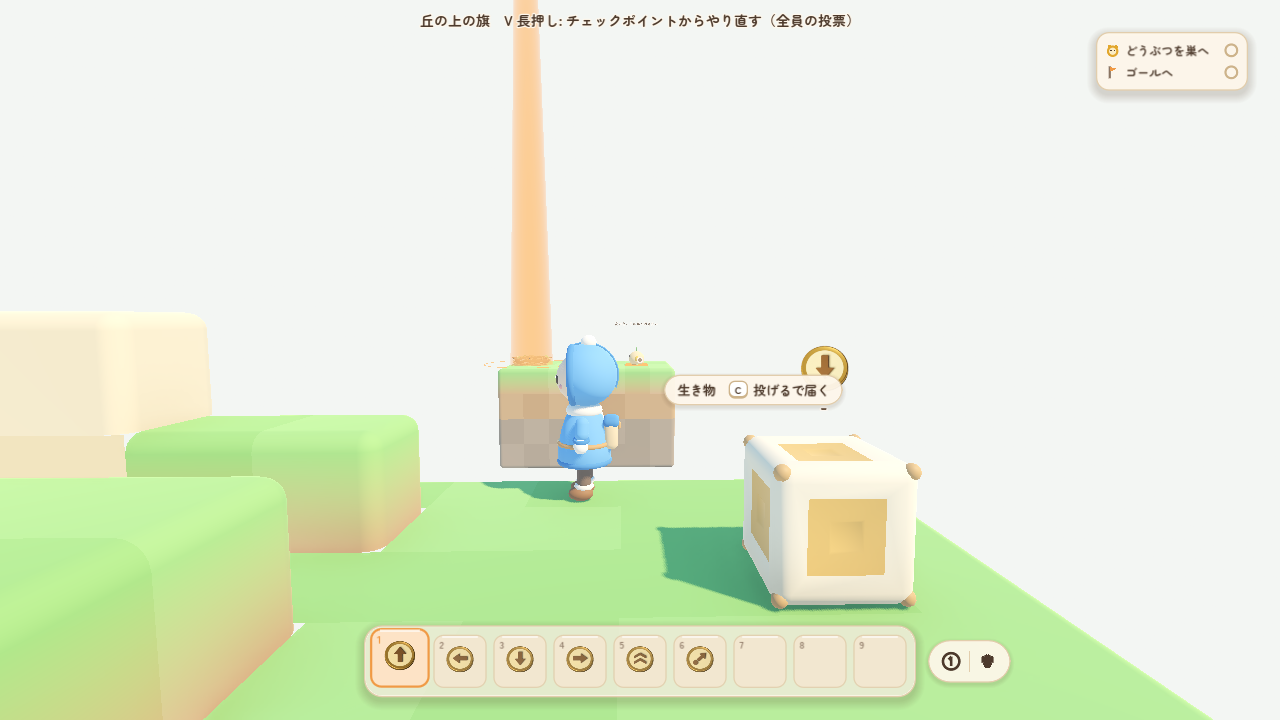 丘の上の旗 V 長押し: チェックポイントからやり直す（全員の投票）
どうぶつを巣へ
ゴールへ
生き物 C 投げるで届く
1 2 3 4 5 6 7 8 9
1